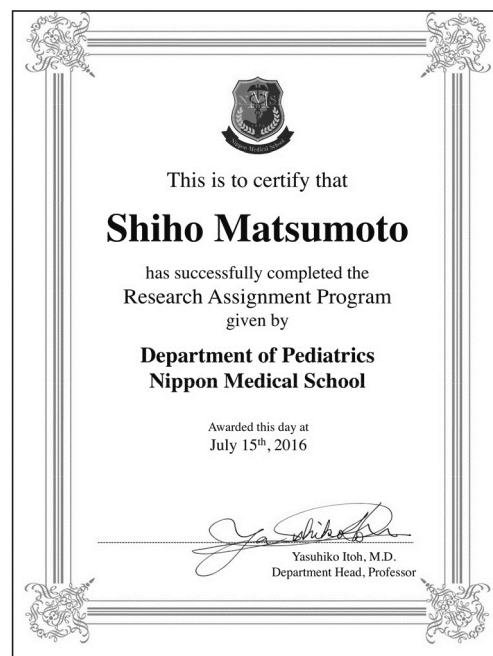 Nippon Medical School
This is to certify that
Shiho Matsumoto
has successfully completed the
Research Assignment Program
given by
Department of Pediatrics
Nippon Medical School
Awarded this day at
July 15th, 2016
Yasuhiko Itoh, M.D.
Department Head, Professor